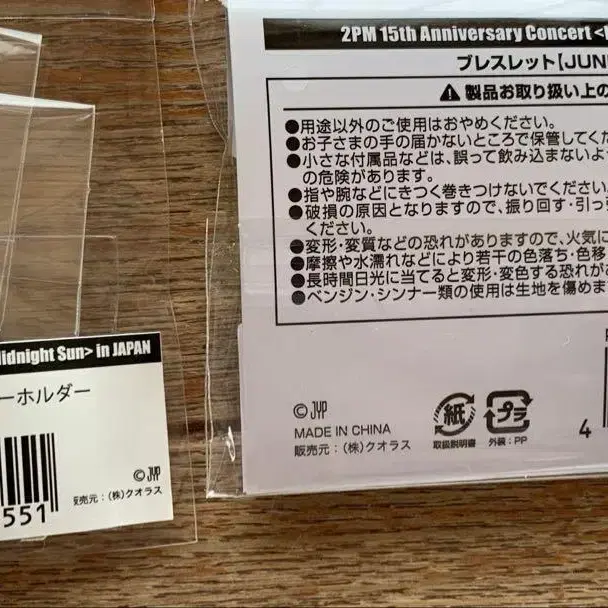 2PM 15th Anniversary Concert
ブレスレット【JUN
製品お取り扱い上の
●用途以外のご使用はおやめください。
●お子さまの手の届かないところで保管してくだ
●小さな付属品などは、誤って飲み込まないよう
の危険があります。
●指や腕などにきつく巻きつけないでください
●破損の原因となりますので、振り回す・引っ張
ください。
●変形・変質などの恐れがありますので、火気に
●摩擦や水濡れなどにより若干の色落ち・色移
●長時間日光に当てると変形・変色する恐れが
●ベンジン・シンナー類の使用は生地を傷めま
© JYP
MADE IN CHINA
販売元：(株)クオラス
紙
取扱説明書
プラ
外装：PP
4
Midnight Sun> in JAPAN
ーホルダー
551
© JYP
販売元：(株)クオラス